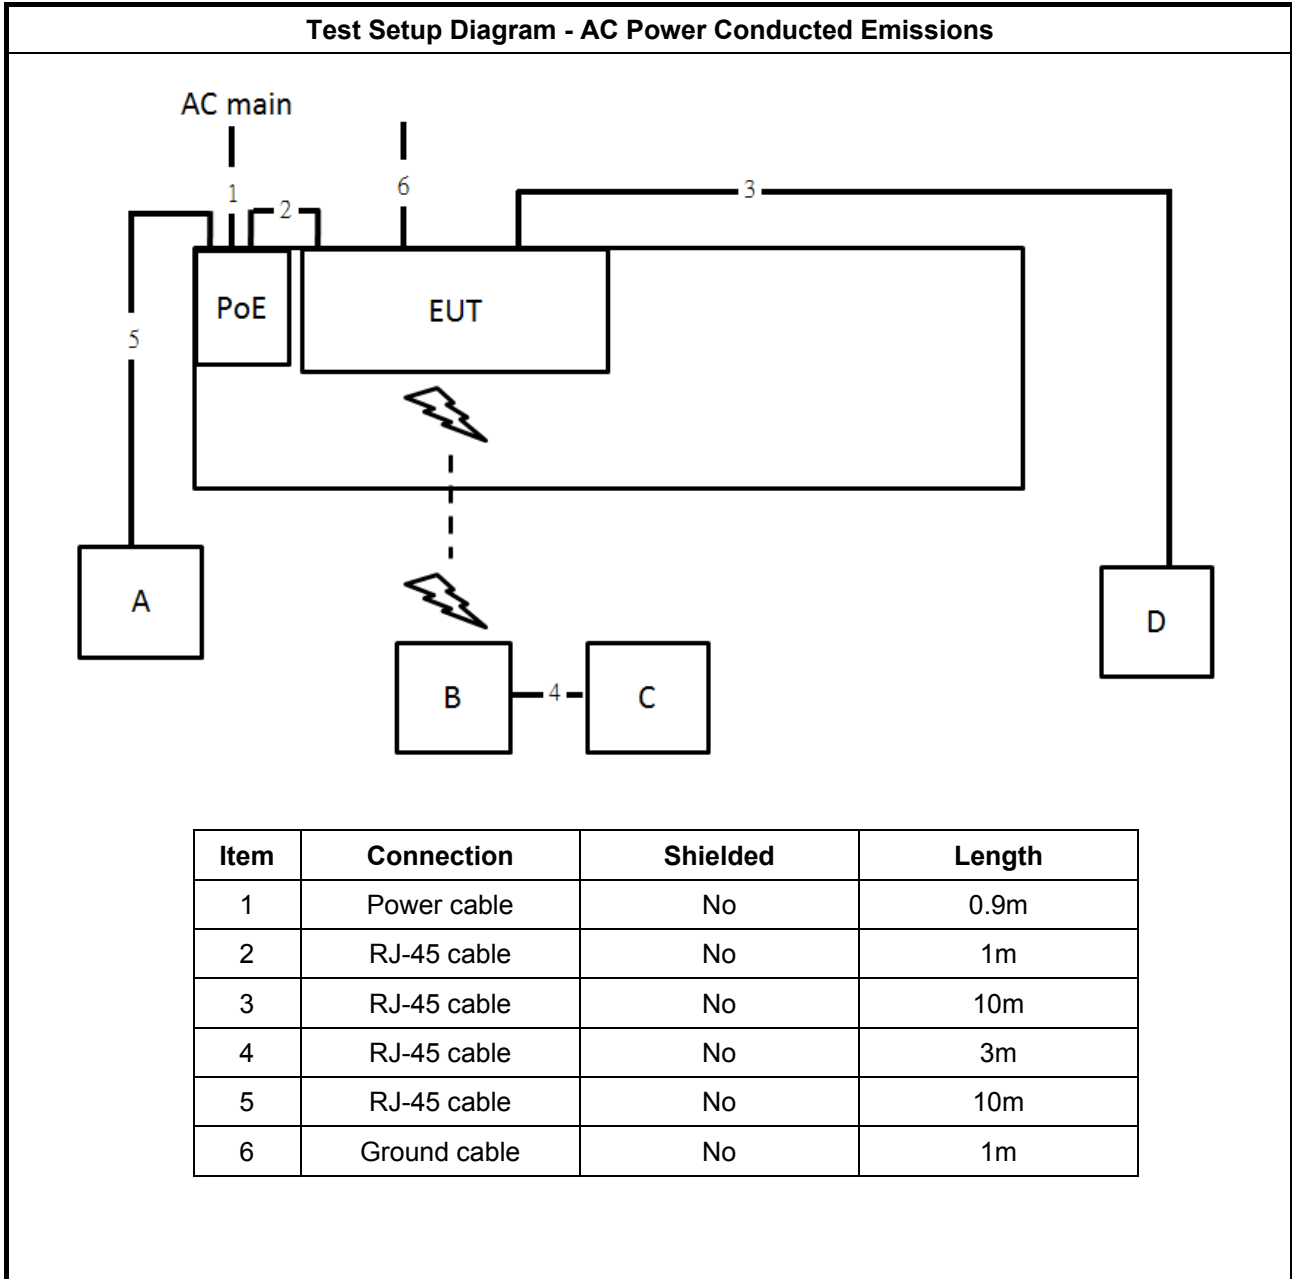 Test Setup Diagram - AC Power Conducted Emissions
AC main
1
2
6
3
PoE
EUT
5
A
D
B
4
C
Item Connection Shielded Length
1 Power cable No 0.9m
2 RJ-45 cable No 1m
3 RJ-45 cable No 10m
4 RJ-45 cable No 3m
5 RJ-45 cable No 10m
6 Ground cable No 1m